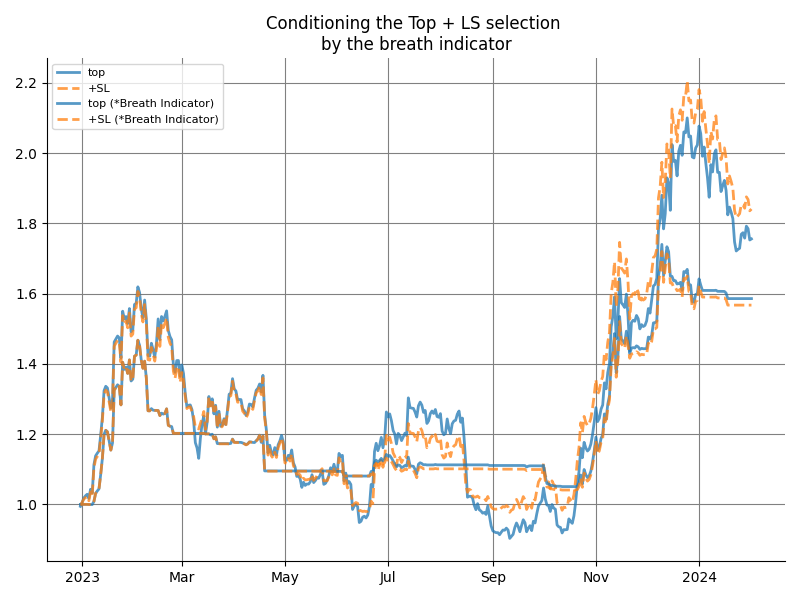 Conditioning the Top + LS selection
by the breath indicator
top
+SL
top (*Breath Indicator)
+SL (*Breath Indicator)
2.2
2.0
1.8
1.6
1.4
1.2
1.0
2023 Mar May Jul Sep Nov 2024